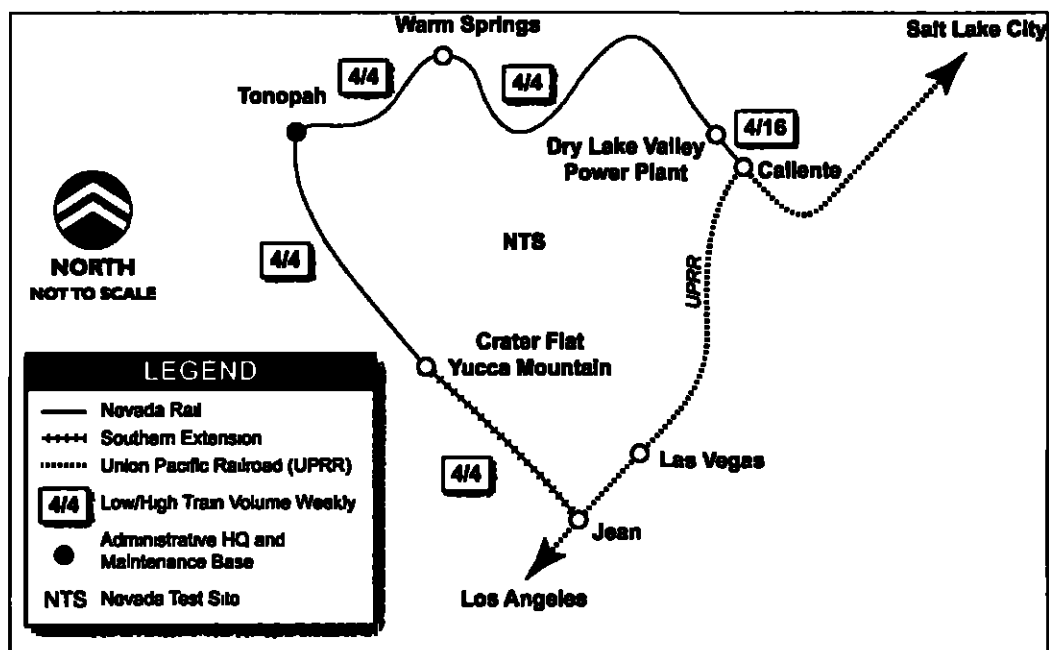 Warm Springs
Salt Lake City
4/4
4/4
Tonopah
4/16
Dry Lake Valley
Power Plant
Caliente
NTS
NORTH
NOT TO SCALE
4/4
UPRR
Crater Flat
Yucca Mountain
LEGEND
Nevada Rail
Southern Extension
Union Pacific Railroad (UPRR)
4/4 Low/High Train Volume Weekly
Administrative HQ and
Maintenance Base
NTS Nevada Test Site
Las Vegas
4/4
Jean
Los Angeles